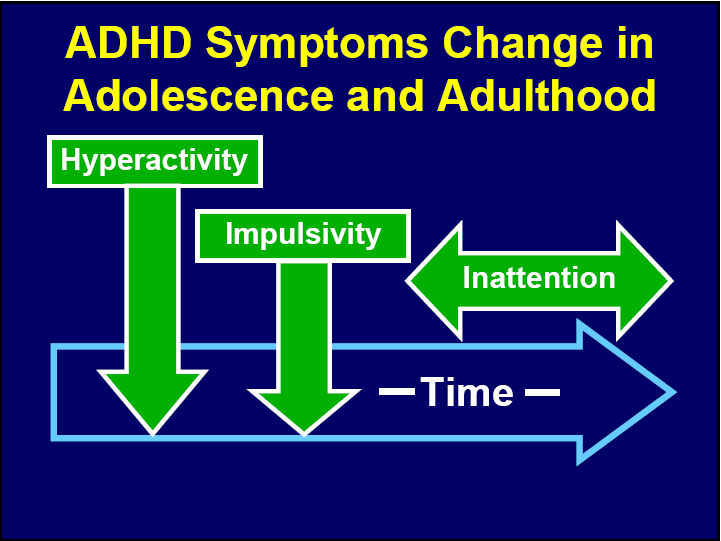 ADHD Symptoms Change in
Adolescence and Adulthood
Hyperactivity
Impulsivity
Inattention
– Time –